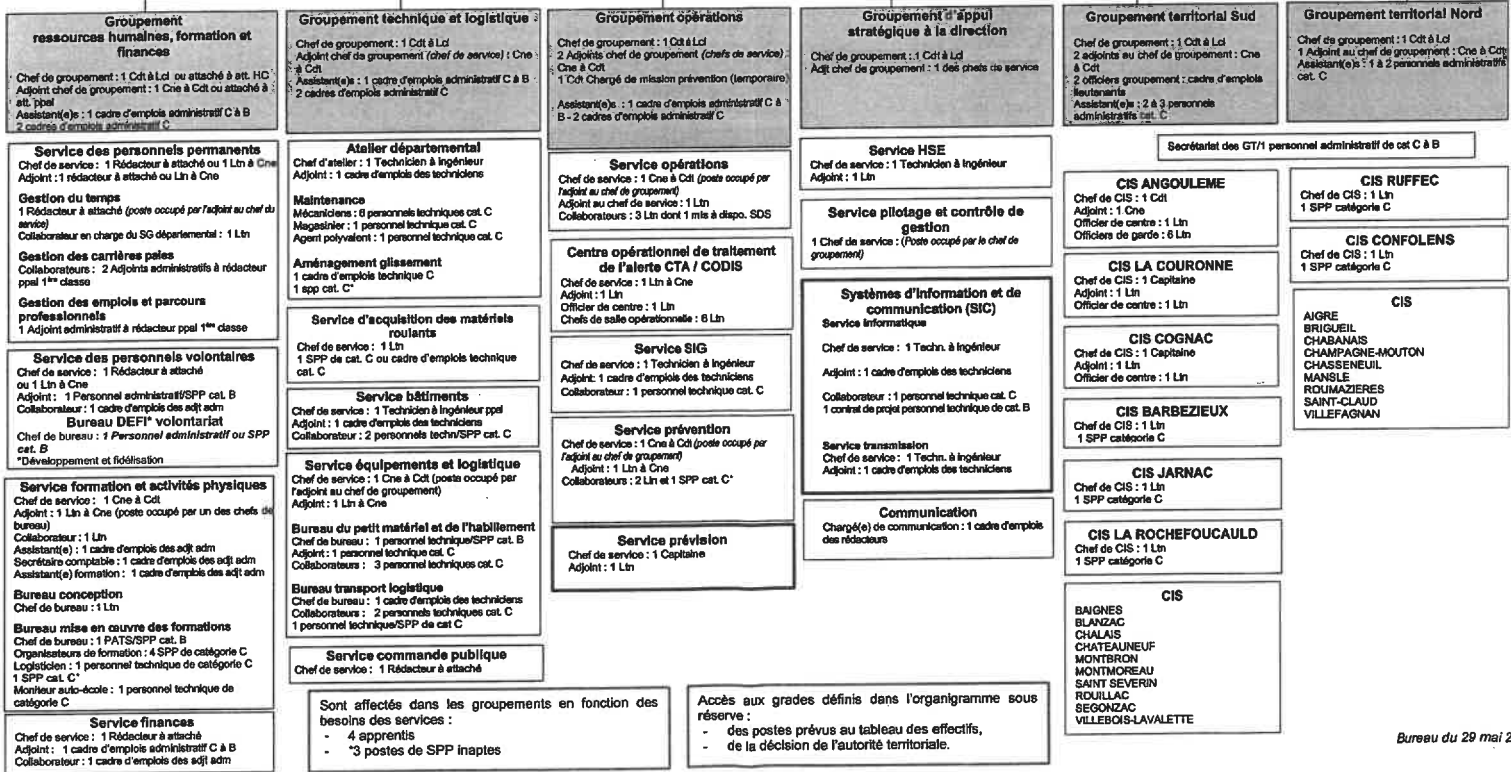 Groupement
ressources humaines, formation et
finances
Chef de groupement : 1 Cdt à Lcl ou attaché à att. HC
Adjoint chef de groupement : 1 Cne à Cdt ou attaché à
att. ppal
Assistant(e)s : 1 cadre d'emplois administratif C à B
2 cadres d'emplois administratif C
Service des personnels permanents
Chef de service : 1 Rédacteur à attaché ou 1 Ltn à Cne
Adjoint : 1 rédacteur à attaché ou Ltn à Cne
Gestion du temps
1 Rédacteur à attaché (poste occupé par l'adjoint au chef du
service)
Collaborateur en charge du SG départemental : 1 Ltn
Gestion des carrières paies
Collaborateurs : 2 Adjoints administratifs à rédacteur
ppal 1ère classe
Gestion des emplois et parcours
professionnels
1 Adjoint administratif à rédacteur ppal 1ère classe
Service des personnels volontaires
Chef de service : 1 Rédacteur à attaché
ou 1 Ltn à Cne
Adjoint : 1 Personnel administratif/SPP cat. B
Collaborateur : 1 cadre d'emplois des adjt adm
Bureau DEFI* volontariat
Chef de bureau : 1 Personnel administratif ou SPP
cat. B
*Développement et fidélisation
Service formation et activités physiques
Chef de service : 1 Cne à Cdt
Adjoint : 1 Ltn à Cne (poste occupé par un des chefs de
bureau)
Collaborateur : 1 Ltn
Assistant(e) : 1 cadre d'emplois des adjt adm
Secrétaire comptable : 1 cadre d'emplois des adjt adm
Assistant(e) formation : 1 cadre d'emplois des adjt adm
Bureau conception
Chef de bureau : 1 Ltn
Bureau mise en œuvre des formations
Chef de bureau : 1 PATS/SPP cat. B
Organisateurs de formation : 4 SPP de catégorie C
Logisticien : 1 personnel technique de catégorie C
1 SPP cat. C*
Moniteur auto-école : 1 personnel technique de
catégorie C
Service finances
Chef de service : 1 Rédacteur à attaché
Adjoint : 1 cadre d'emplois administratif C à B
Collaborateur : 1 cadre d'emplois des adjt adm
Groupement technique et logistique
Chef de groupement : 1 Cdt à Lcl
Adjoint chef de groupement (chef de service) : Cne
à Cdt
Assistant(e)s : 1 cadre d'emplois administratif C à B
2 cadres d'emplois administratif C
Atelier départemental
Chef d'atelier : 1 Technicien à ingénieur
Adjoint : 1 cadre d'emplois des techniciens
Maintenance
Mécaniciens : 6 personnels techniques cat. C
Magasinier : 1 personnel technique cat. C
Agent polyvalent : 1 personnel technique cat. C
Aménagement glissement
1 cadre d'emplois technique C
1 spp cat. C*
Service d'acquisition des matériels
roulants
Chef de service : 1 Ltn
1 SPP de cat. C ou cadre d'emplois technique
cat. C
Service bâtiments
Chef de service : 1 Technicien à Ingénieur ppal
Adjoint : 1 cadre d'emplois des techniciens
Collaborateur : 2 personnels techn/SPP cat. C
Service équipements et logistique
Chef de service : 1 Cne à Cdt (poste occupé par
l'adjoint au chef de groupement)
Adjoint : 1 Ltn à Cne
Bureau du petit matériel et de l'habillement
Chef de bureau : 1 personnel technique/SPP cat. B
Adjoint : 1 personnel technique cat. C
Collaborateurs : 3 personnel techniques cat. C
Bureau transport logistique
Chef de bureau : 1 cadre d'emplois des techniciens
Collaborateurs : 2 personnels techniques cat. C
1 personnel technique/SPP de cat C
Service commande publique
Chef de service : 1 Rédacteur à attaché
Groupement opérations
Chef de groupement : 1 Cdt à Lcl
2 Adjoints chef de groupement (chefs de service) :
Cne à Cdt
1 Cdt Chargé de mission prévention (temporaire)
Assistant(e)s : 1 cadre d'emplois administratif C à
B - 2 cadres d'emplois administratif C
Service opérations
Chef de service : 1 Cne à Cdt (poste occupé par
l'adjoint au chef de groupement)
Adjoint au chef de service : 1 Ltn
Collaborateurs : 3 Ltn dont 1 mis à dispo. SDS
Centre opérationnel de traitement
de l'alerte CTA / CODIS
Chef de service : 1 Ltn à Cne
Adjoint : 1 Ltn
Officier de centre : 1 Ltn
Chefs de salle opérationnelle : 6 Ltn
Service SIG
Chef de service : 1 Technicien à ingénieur
Adjoint: 1 cadre d'emplois des techniciens
Collaborateur : 1 personnel technique cat. C
Service prévention
Chef de service : 1 Cne à Cdt (poste occupé par
l'adjoint au chef de groupement)
Adjoint : 1 Ltn à Cne
Collaborateurs : 2 Ltn et 1 SPP cat. C*
Service prévision
Chef de service : 1 Capitaine
Adjoint : 1 Ltn
Groupement d'appui
stratégique à la direction
Chef de groupement : 1 Cdt à Lcl
Adjt chef de groupement : 1 des chefs de service
Service HSE
Chef de service : 1 Technicien à Ingénieur
Adjoint : 1 Ltn
Service pilotage et contrôle de
gestion
1 Chef de service : (Poste occupé par le chef de
groupement)
Systèmes d'information et de
communication (SIC)
Service informatique
Chef de service : 1 Techn. à ingénieur
Adjoint : 1 cadre d'emplois des techniciens
Collaborateur : 1 personnel technique cat. C
1 contrat de projet personnel technique de cat. B
Service transmission
Chef de service : 1 Techn. à ingénieur
Adjoint : 1 cadre d'emplois des techniciens
Communication
Chargé(e) de communication : 1 cadre d'emplois
des rédacteurs
Groupement territorial Sud
Chef de groupement : 1 Cdt à Lcl
2 adjoints au chef de groupement : Cne
à Cdt
2 officiers groupement : cadre d'emplois
lieutenants
Assistant(e)s : 2 à 3 personnels
administratifs cat. C
Groupement territorial Nord
Chef de groupement : 1 Cdt à Lcl
1 Adjoint au chef de groupement : Cne à Cdt
Assistant(e)s : 1 à 2 personnels administratifs
cat. C
Secrétariat des GT/1 personnel administratif de cat C à B
CIS ANGOULEME
Chef de CIS : 1 Cdt
Adjoint : 1 Cne
Officier de centre : 1 Ltn
Officiers de garde : 6 Ltn
CIS LA COURONNE
Chef de CIS : 1 Capitaine
Adjoint : 1 Ltn
Officier de centre : 1 Ltn
CIS COGNAC
Chef de CIS : 1 Capitaine
Adjoint : 1 Ltn
Officier de centre : 1 Ltn
CIS BARBEZIEUX
Chef de CIS : 1 Ltn
1 SPP catégorie C
CIS JARNAC
Chef de CIS : 1 Ltn
1 SPP catégorie C
CIS LA ROCHEFOUCAULD
Chef de CIS : 1 Ltn
1 SPP catégorie C
CIS
BAIGNES
BLANZAC
CHALAIS
CHATEAUNEUF
MONTBRON
MONTMOREAU
SAINT SEVERIN
ROUILLAC
SEGONZAC
VILLEBOIS-LAVALETTE
CIS RUFFEC
Chef de CIS : 1 Ltn
1 SPP catégorie C
CIS CONFOLENS
Chef de CIS : 1 Ltn
1 SPP catégorie C
CIS
AIGRE
BRIGUEIL
CHABANAIS
CHAMPAGNE-MOUTON
CHASSENEUIL
MANSLE
ROUMAZIERES
SAINT-CLAUD
VILLEFAGNAN
Sont affectés dans les groupements en fonction des
besoins des services :
- 4 apprentis
- *3 postes de SPP inaptes
Accès aux grades définis dans l'organigramme sous
réserve :
- des postes prévus au tableau des effectifs,
- de la décision de l'autorité territoriale.
Bureau du 29 mai 2